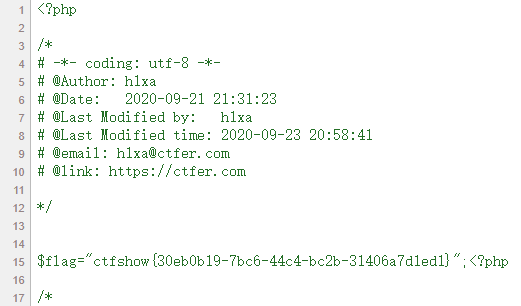 1 <?php
2
3 /*
4 # -*- coding: utf-8 -*-
5 # @Author: h1xa
6 # @Date:   2020-09-21 21:31:23
7 # @Last Modified by:   h1xa
8 # @Last Modified time: 2020-09-23 20:58:41
9 # @email: h1xa@ctfer.com
10 # @link: https://ctfer.com
11
12 */
13
14
15 $flag="ctfshow{30eb0b19-7bc6-44c4-bc2b-31406a7d1ed1}";<?php
16
17 /*